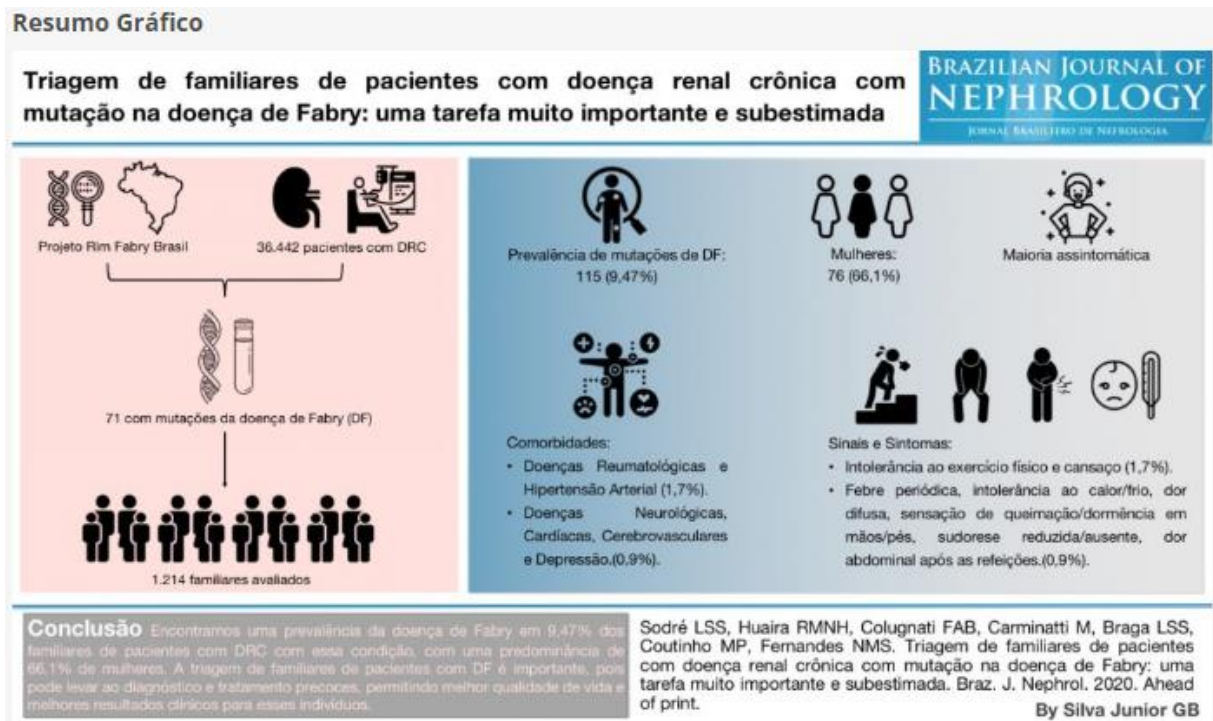 Resumo Gráfico
Triagem de familiares de pacientes com doença renal crônica com
mutação na doença de Fabry: uma tarefa muito importante e subestimada
BRAZILIAN JOURNAL OF
NEPHROLOGY
JORNAL BRASILEIRO DE NEFROLOGIA
Projeto Rim Fabry Brasil
36.442 pacientes com DRC
71 com mutações da doença de Fabry (DF)
1.214 familiares avaliados
Prevalência de mutações de DF:
115 (9,47%)
Mulheres:
76 (66,1%)
Maioria assintomática
Comorbidades:
• Doenças Reumatológicas e
Hipertensão Arterial (1,7%).
• Doenças Neurológicas,
Cardíacas, Cerebrovasculares
e Depressão.(0,9%).
Sinais e Sintomas:
• Intolerância ao exercício físico e cansaço (1,7%).
• Febre periódica, intolerância ao calor/frio, dor
difusa, sensação de queimação/dormência em
mãos/pés, sudorese reduzida/ausente, dor
abdominal após as refeições.(0,9%).
Conclusão Encontramos uma prevalência da doença de Fabry em 9,47% dos
familiares de pacientes com DRC com essa condição, com uma predominância de
66,1% de mulheres. A triagem de familiares de pacientes com DF é importante, pois
pode levar ao diagnóstico e tratamento precoces, permitindo melhor qualidade de vida e
melhores resultados clínicos para esses indivíduos.
Sodré LSS, Huaira RMNH, Colugnati FAB, Carminatti M, Braga LSS,
Coutinho MP, Fernandes NMS. Triagem de familiares de pacientes
com doença renal crônica com mutação na doença de Fabry: uma
tarefa muito importante e subestimada. Braz. J. Nephrol. 2020. Ahead
of print.
By Silva Junior GB